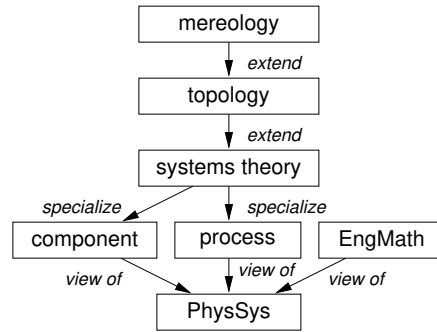 mereology
extend
topology
extend
systems theory
specialize specialize
component process EngMath
view of view of view of
PhysSys